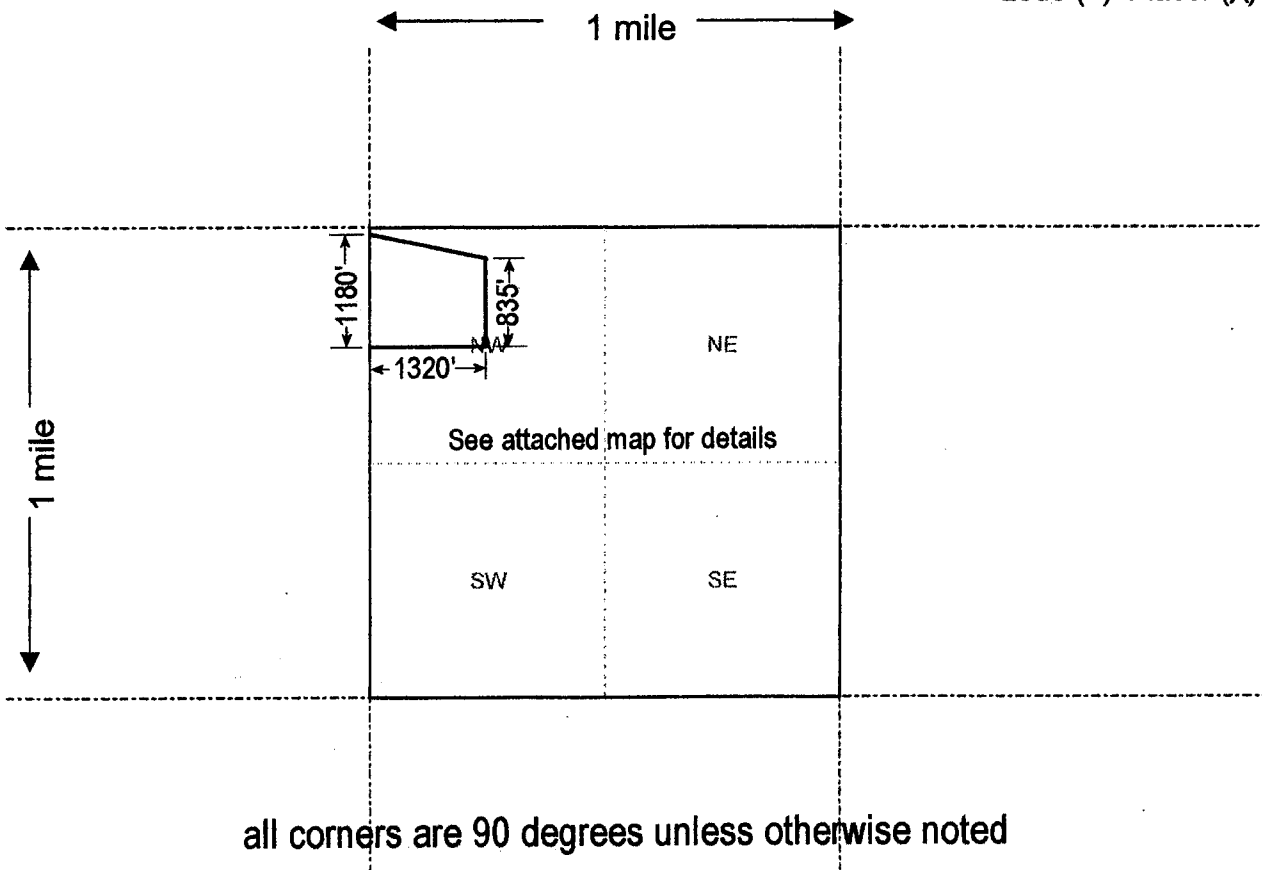 1 mile
1180'
835'
NW
NE
1320'
See attached map for details
1 mile
SW
SE
all corners are 90 degrees unless otherwise noted